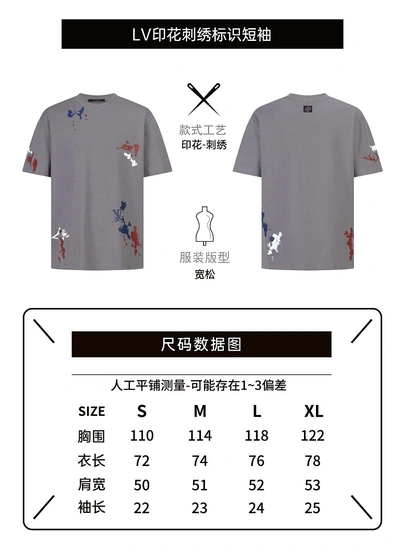 LV印花刺绣标识短袖
款式工艺
印花-刺绣
服装版型
宽松
尺码数据图
人工平铺测量-可能存在1~3偏差
SIZE S M L XL
胸围 110 114 118 122
衣长 72 74 76 78
肩宽 50 51 52 53
袖长 22 23 24 25